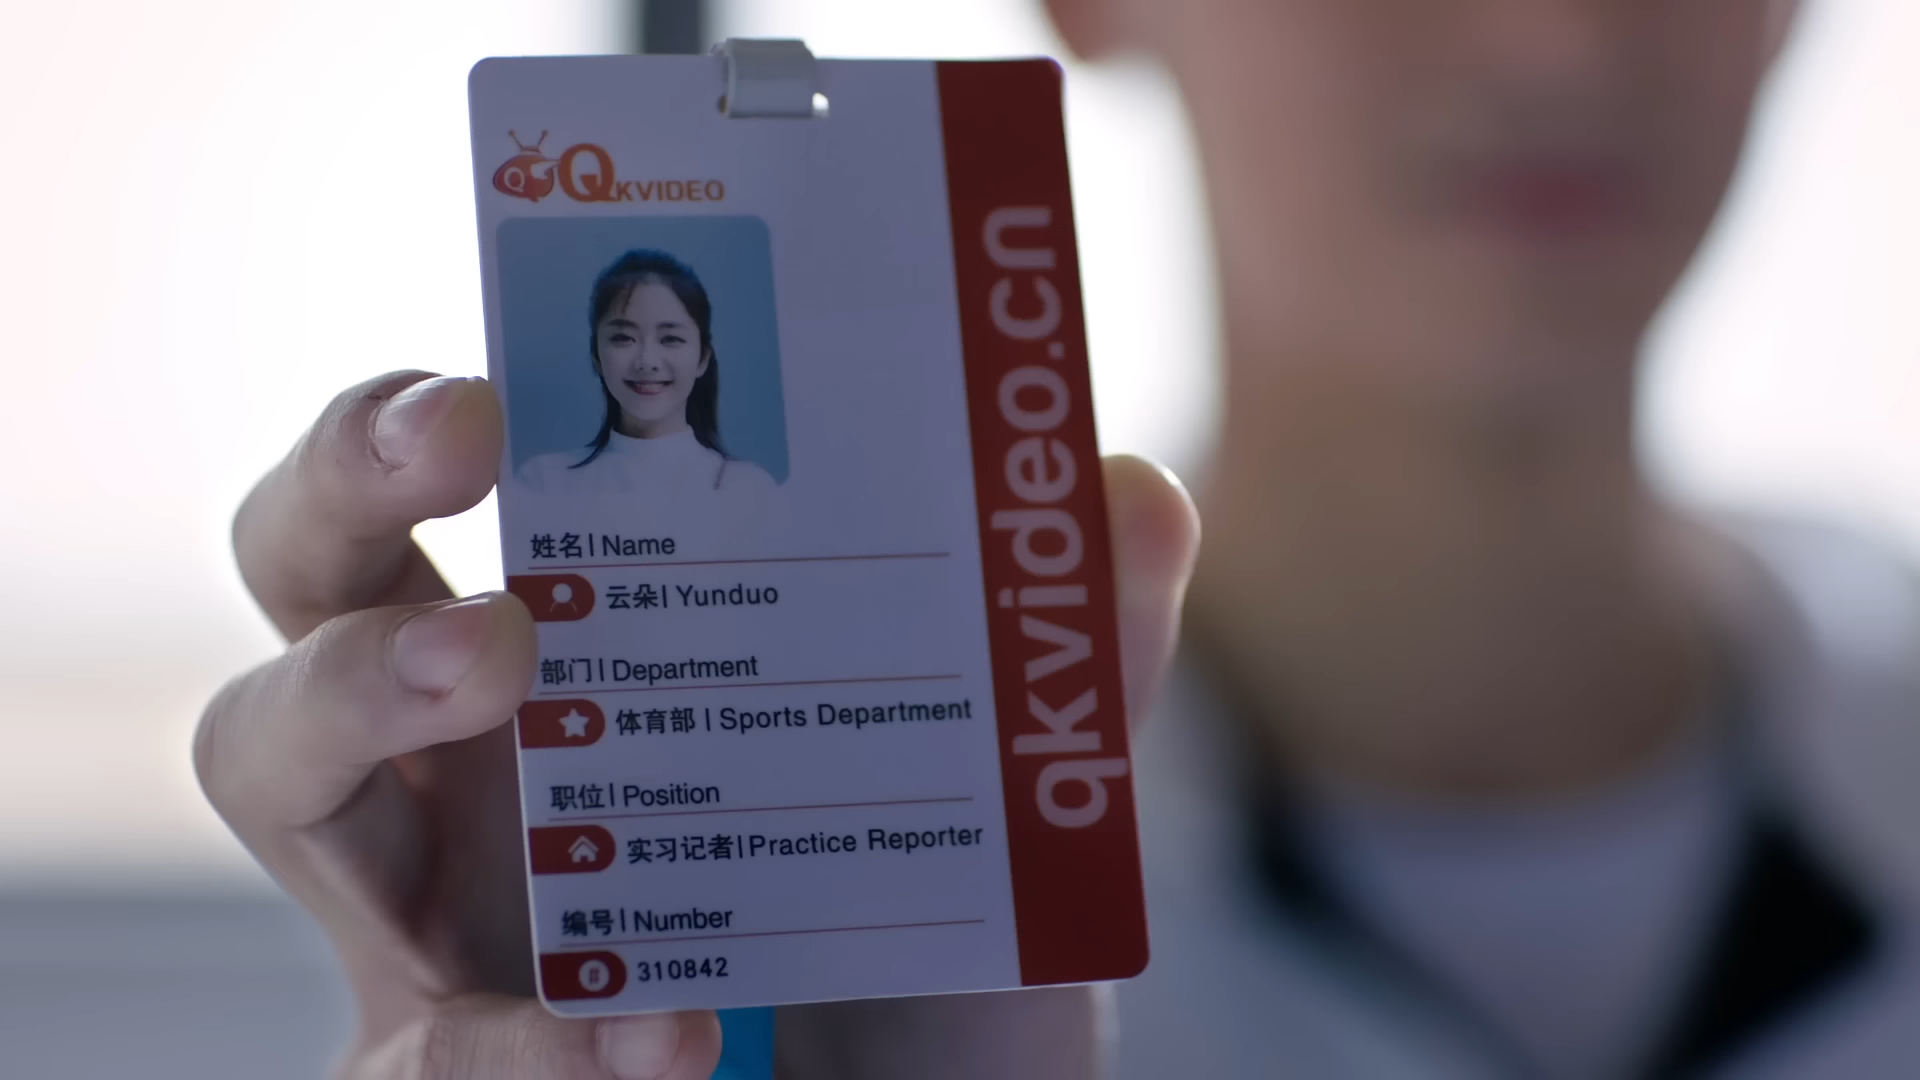 QKVIDEO
姓名 | Name
云朵 | Yunduo
部门 | Department
体育部 | Sports Department
职位 | Position
实习记者 | Practice Reporter
编号 | Number
# 310842
qkvideo.cn